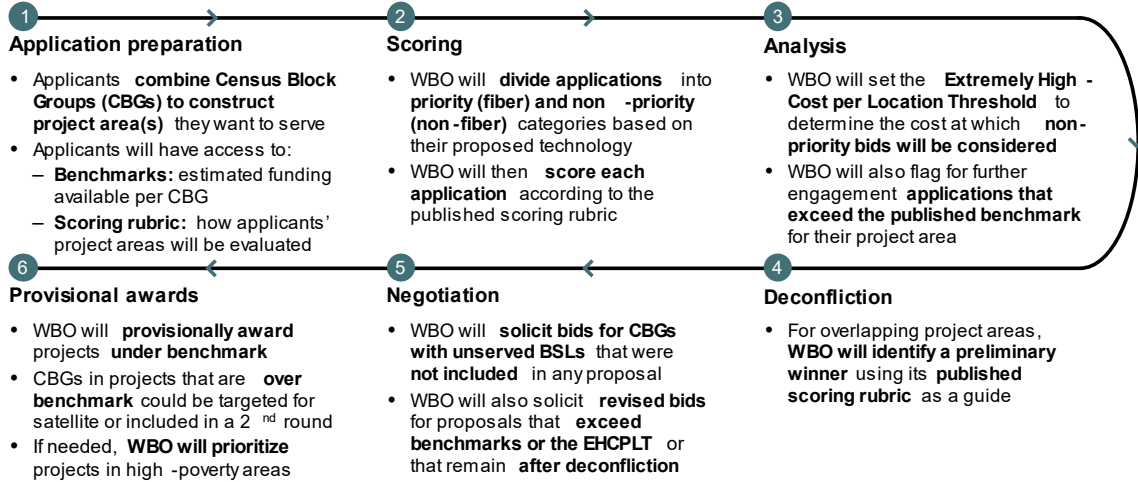 1
Application preparation
• Applicants combine Census Block
Groups (CBGs) to construct
project area(s) they want to serve
• Applicants will have access to:
– Benchmarks: estimated funding
available per CBG
– Scoring rubric: how applicants'
project areas will be evaluated
2
Scoring
• WBO will divide applications into
priority (fiber) and non -priority
(non-fiber) categories based on
their proposed technology
• WBO will then score each
application according to the
published scoring rubric
3
Analysis
• WBO will set the Extremely High -
Cost per Location Threshold to
determine the cost at which non-
priority bids will be considered
• WBO will also flag for further
engagement applications that
exceed the published benchmark
for their project area
4
Deconfliction
• For overlapping project areas,
WBO will identify a preliminary
winner using its published
scoring rubric as a guide
5
Negotiation
• WBO will solicit bids for CBGs
with unserved BSLs that were
not included in any proposal
• WBO will also solicit revised bids
for proposals that exceed
benchmarks or the EHCPLT or
that remain after deconfliction
6
Provisional awards
• WBO will provisionally award
projects under benchmark
• CBGs in projects that are over
benchmark could be targeted for
satellite or included in a 2 nd round
• If needed, WBO will prioritize
projects in high -poverty areas